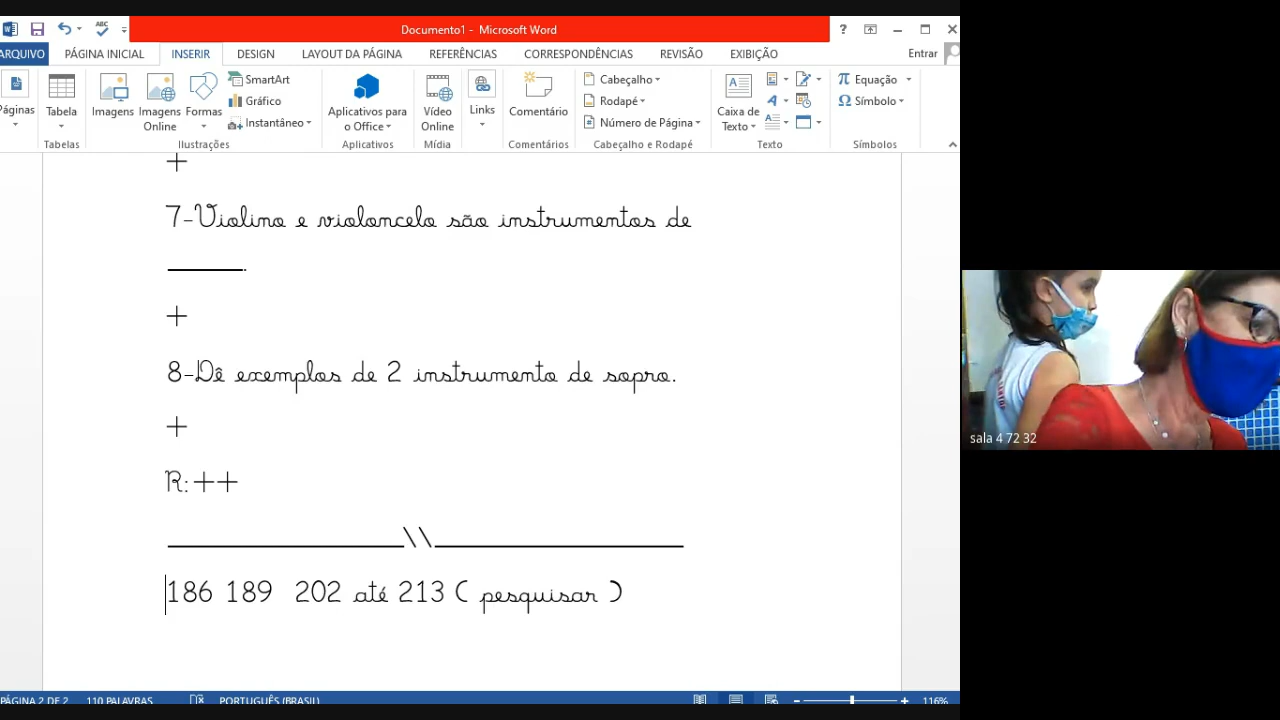 Documento1 - Microsoft Word
ABC
?
ARQUIVO PÁGINA INICIAL INSERIR DESIGN LAYOUT DA PÁGINA REFERÊNCIAS CORRESPONDÊNCIAS REVISÃO EXIBIÇÃO Entrar
Páginas
Tabela
Imagens
Imagens Online
Formas
SmartArt
Gráfico
Instantâneo
Aplicativos para o Office
Vídeo Online
Links
Comentário
Cabeçalho
Rodapé
Número de Página
Caixa de Texto
Equação
Símbolo
Tabelas Ilustrações Aplicativos Mídia Comentários Cabeçalho e Rodapé Texto Símbolos
+
7-Violino e violoncelo são instrumentos de
______.
+
8-Dê exemplos de 2 instrumento de sopro.
+
R:++
___________________\\____________________
186 189 202 até 213 ( pesquisar )
sala 4 72 32
PÁGINA 2 DE 2 110 PALAVRAS PORTUGUÊS (BRASIL) 116%